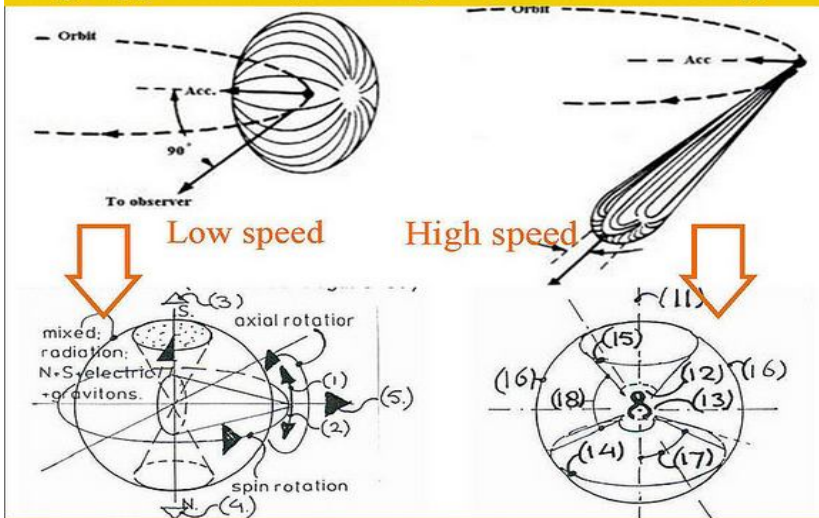 Orbit
Acc.
90°
To observer
Orbit
Acc
Low speed
High speed
(3)
S.
mixed;
radiation;
N+S+electric/
+gravitons.
axial rotation
(1)
(2)
(5.)
spin rotation
N.
(4.)
(11)
(15)
(16)
(12)
(16)
(18)
8
(13)
(14)
(17)